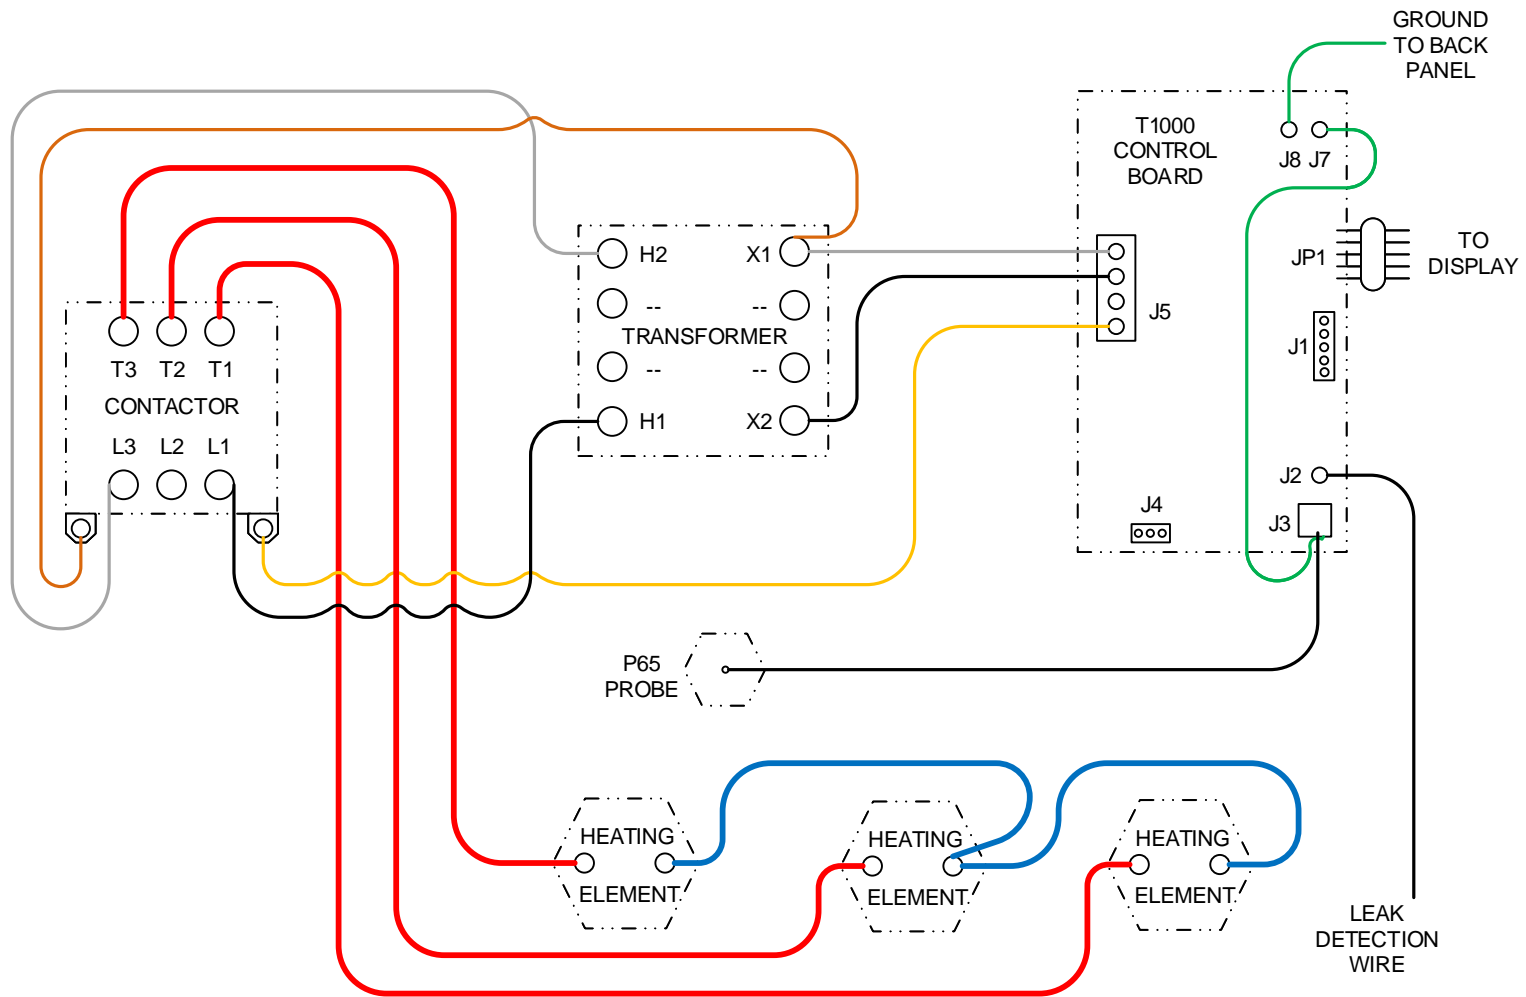 GROUND
TO BACK
PANEL
T1000
CONTROL
BOARD
J8 J7
H2
X1
JP1
TO
DISPLAY
--
--
J5
TRANSFORMER
J1
T3
T2
T1
--
--
CONTACTOR
H1
X2
L3
L2
L1
J2
J4
J3
P65
PROBE
HEATING
ELEMENT
HEATING
ELEMENT
HEATING
ELEMENT
LEAK
DETECTION
WIRE